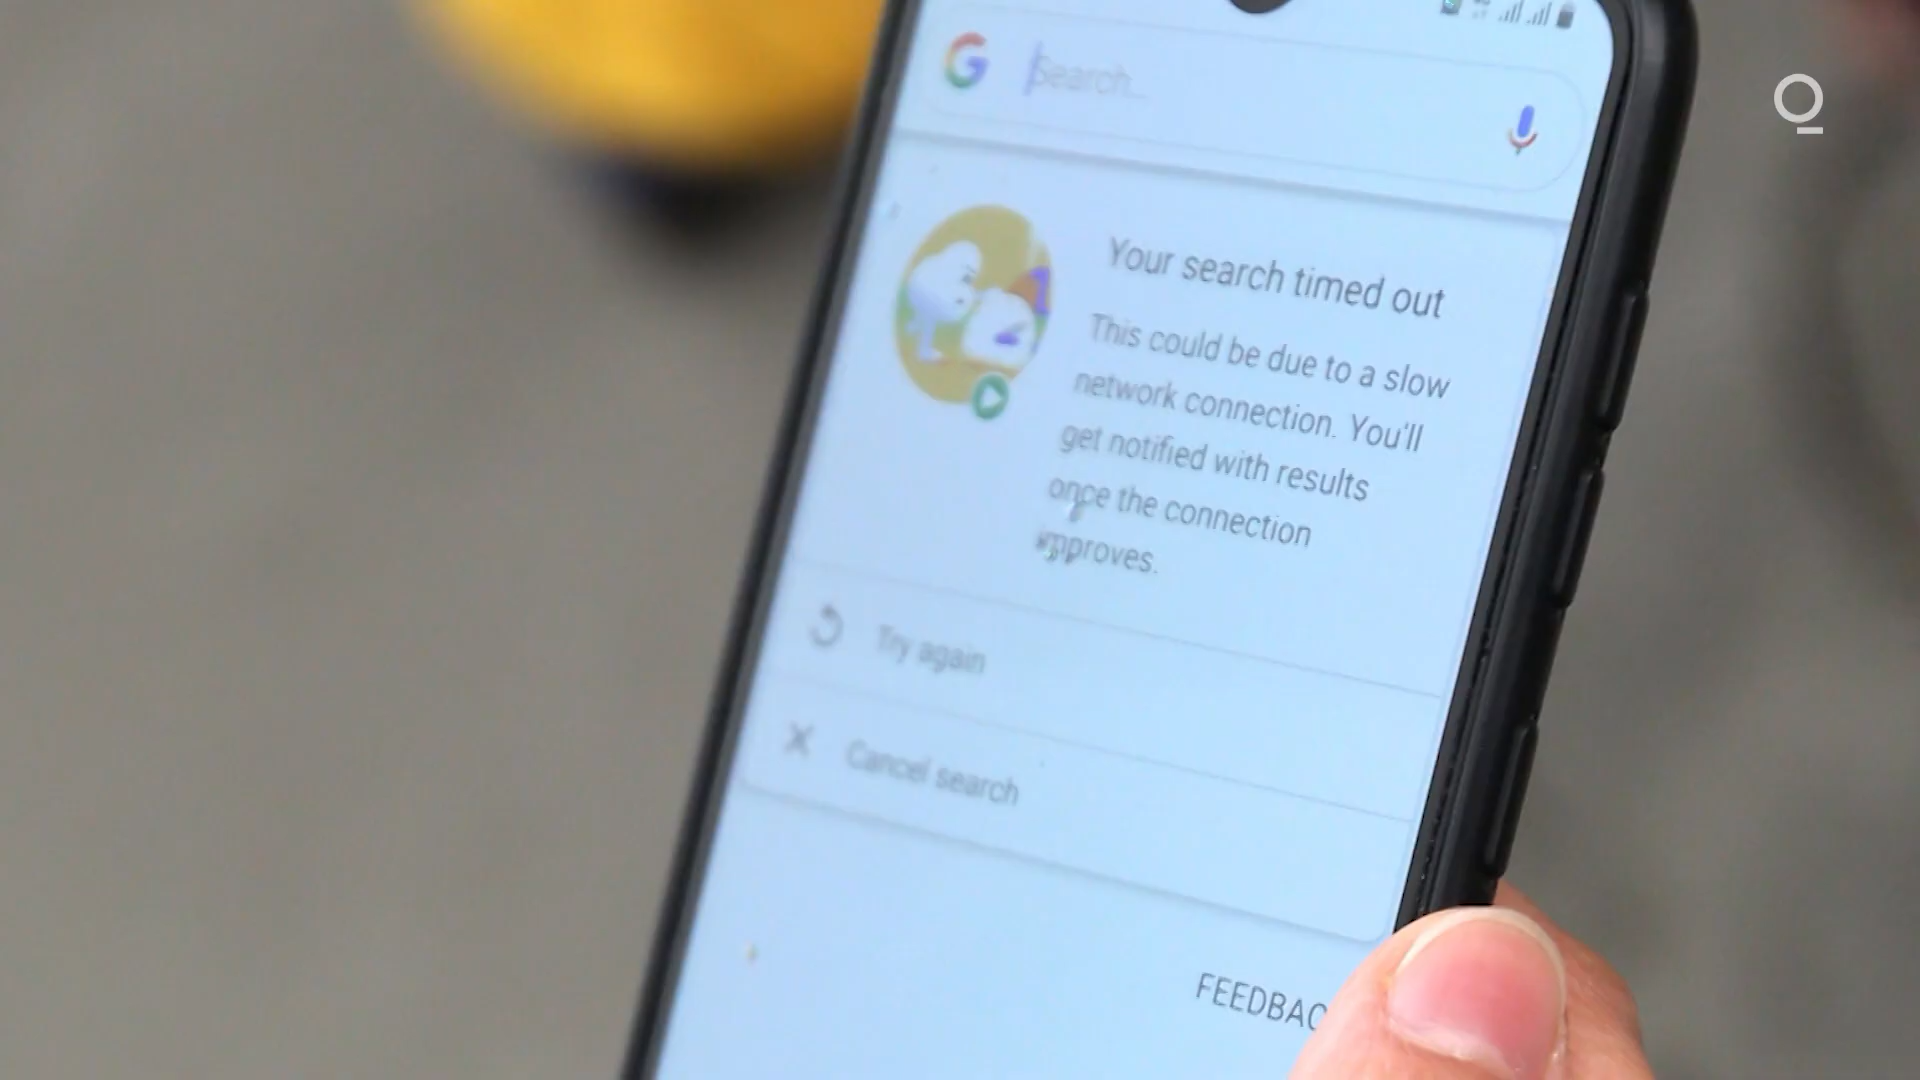 Search...
Your search timed out
This could be due to a slow
network connection. You'll
get notified with results
once the connection
improves.
Try again
Cancel search
FEEDBAC